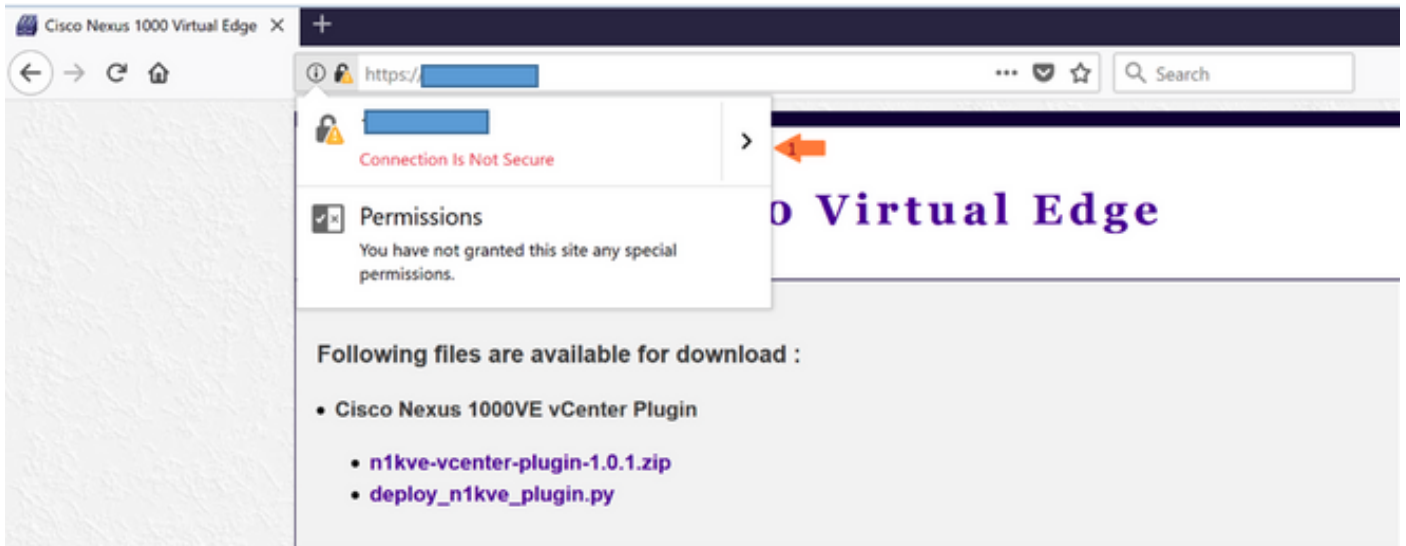 Cisco Nexus 1000 Virtual Edge
https://
Search
Connection Is Not Secure
1
Permissions
You have not granted this site any special
permissions.
o Virtual Edge
Following files are available for download :
• Cisco Nexus 1000VE vCenter Plugin
• n1kve-vcenter-plugin-1.0.1.zip
• deploy_n1kve_plugin.py